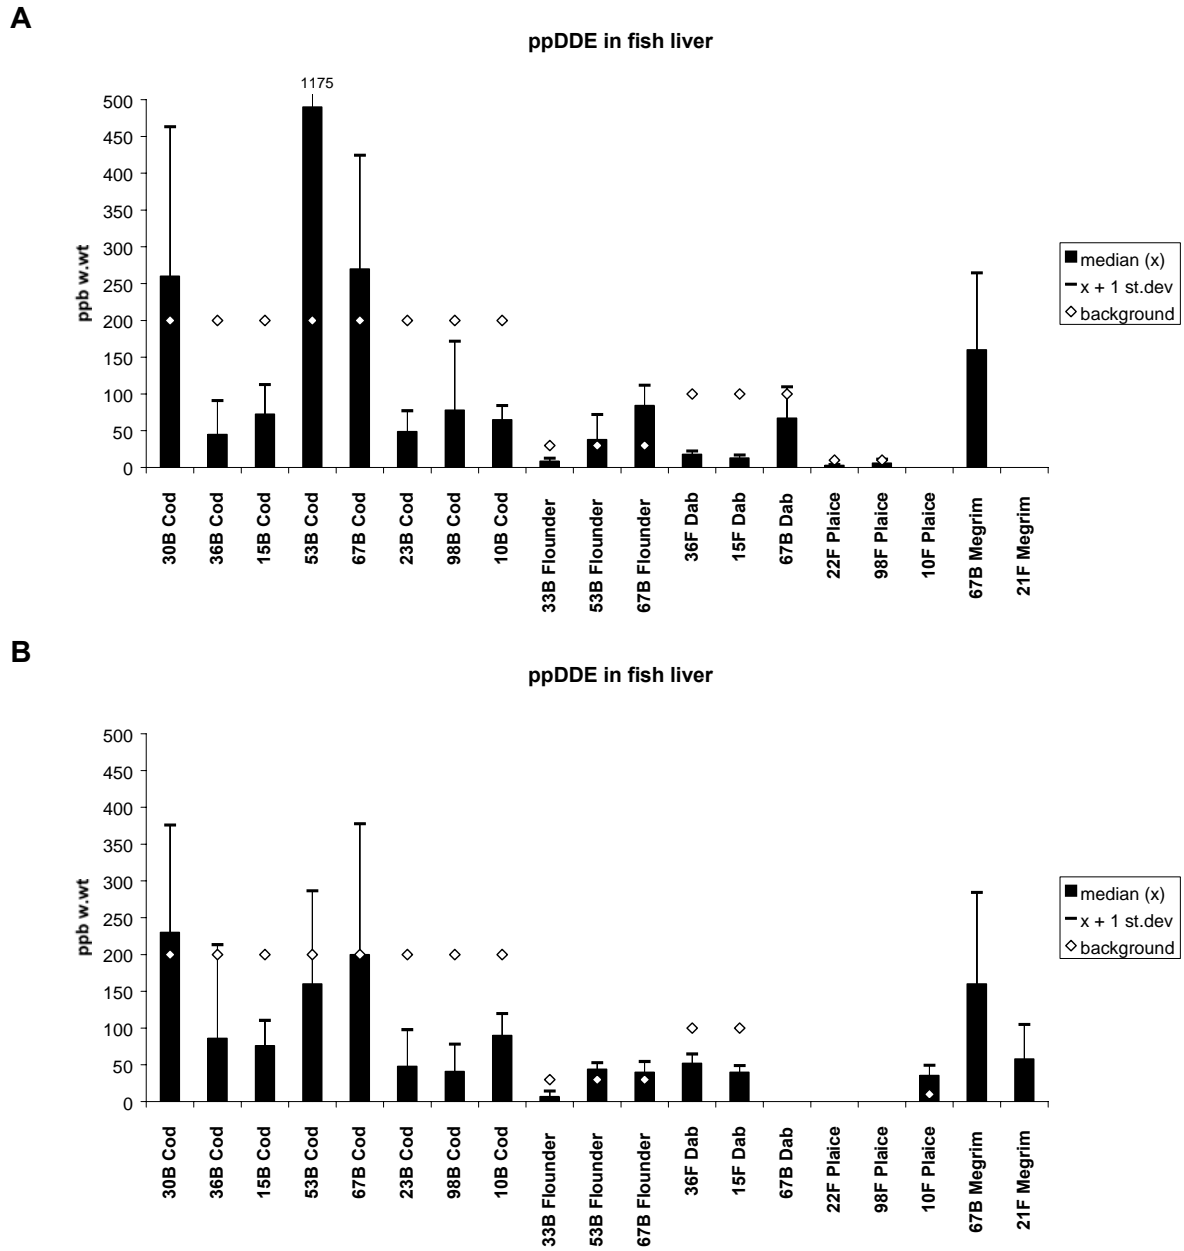 A
ppDDE in fish liver
1175
500
450
400
350
300
250
200
150
100
50
0
ppb w.wt
median (x)
x + 1 st.dev
background
30B Cod
36B Cod
15B Cod
53B Cod
67B Cod
23B Cod
98B Cod
10B Cod
33B Flounder
53B Flounder
67B Flounder
36F Dab
15F Dab
67B Dab
22F Plaice
98F Plaice
10F Plaice
67B Megrim
21F Megrim
B
ppDDE in fish liver
500
450
400
350
300
250
200
150
100
50
0
ppb w.wt
median (x)
x + 1 st.dev
background
30B Cod
36B Cod
15B Cod
53B Cod
67B Cod
23B Cod
98B Cod
10B Cod
33B Flounder
53B Flounder
67B Flounder
36F Dab
15F Dab
67B Dab
22F Plaice
98F Plaice
10F Plaice
67B Megrim
21F Megrim